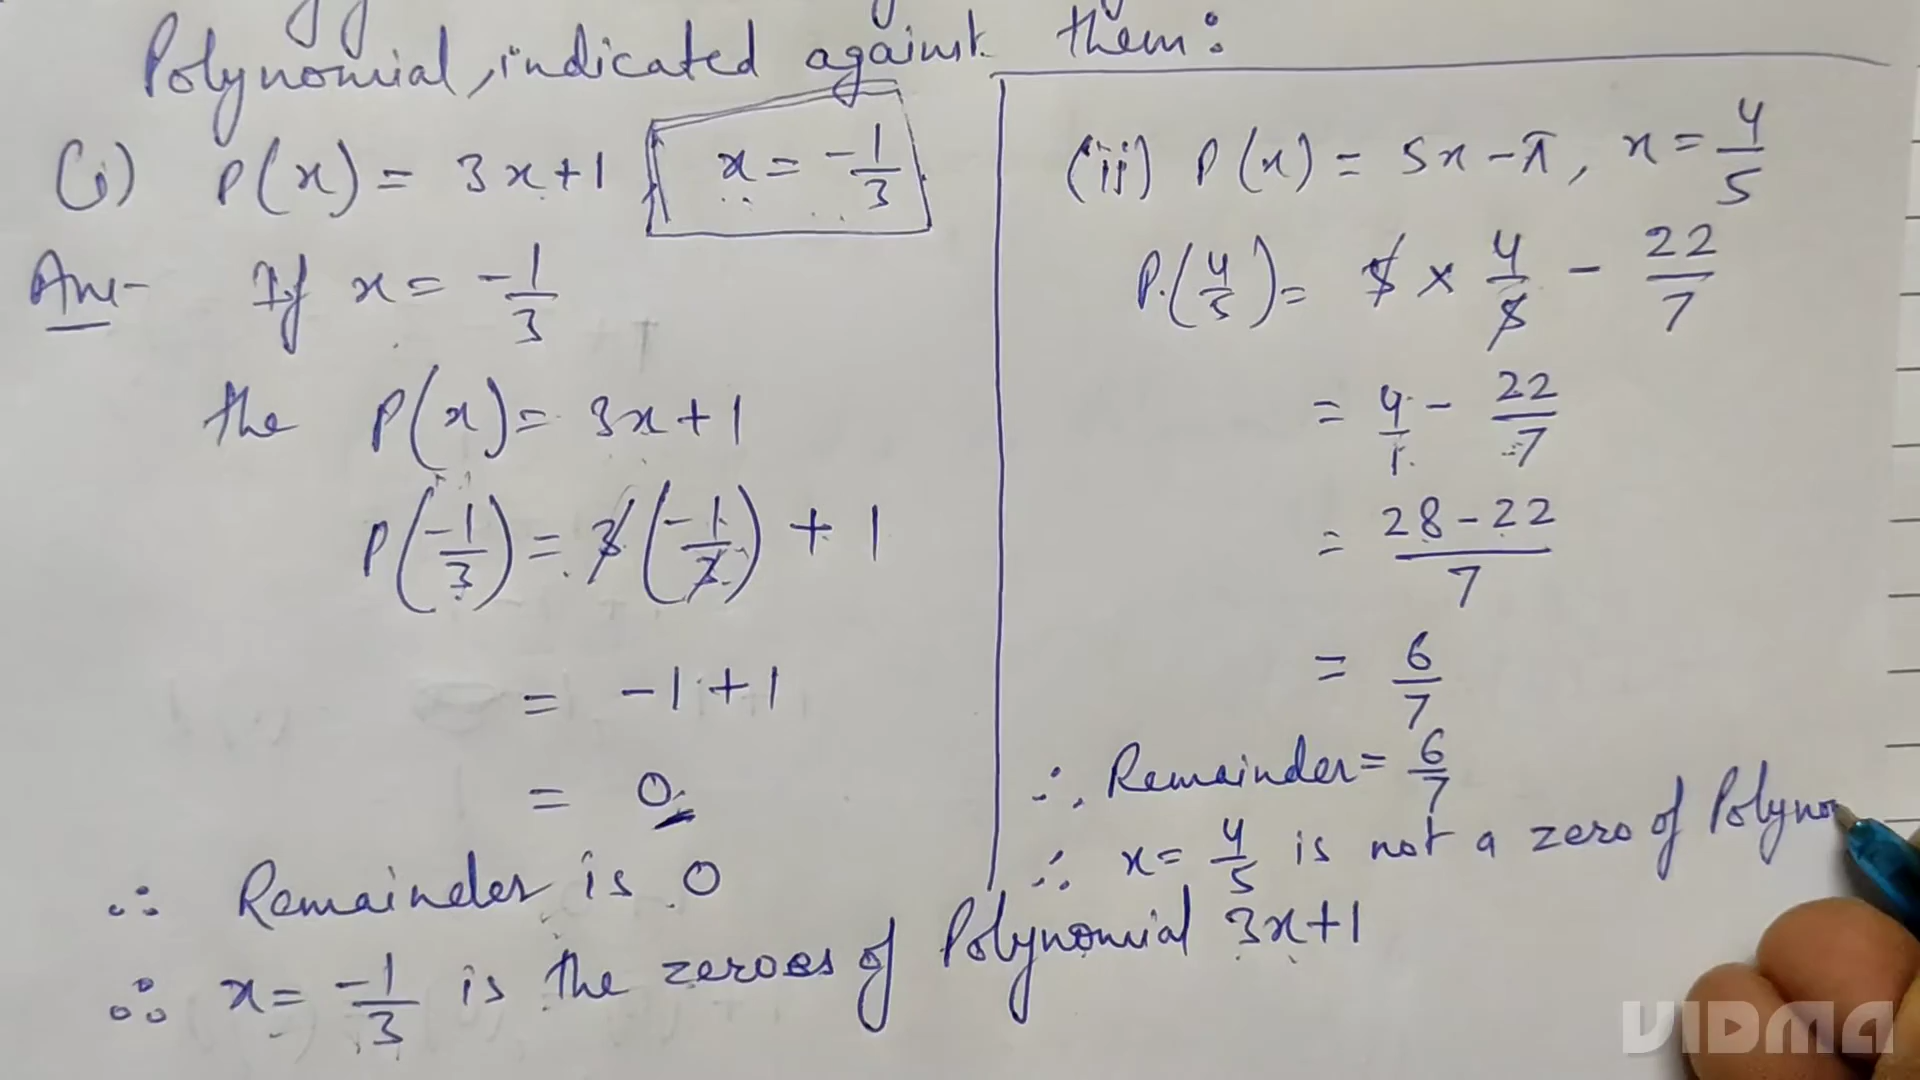 Polynomial, indicated against them:
(i) P(x) = 3x+1 x = -1/3
Ans- If x = -1/3
the P(x) = 3x+1
P(-1/3) = 3(-1/3) + 1
= -1+1
= 0
∴ Remainder is 0
∴ x = -1/3 is the zeroes of Polynomial 3x+1
(ii) P(x) = 5x-π, x = 4/5
P.(4/5) = 5 × 4/5 - 22/7
= 4/1 - 22/7
= 28-22/7
= 6/7
∴ Remainder = 6/7
∴ x = 4/5 is not a zero of Polyno
VIDMA